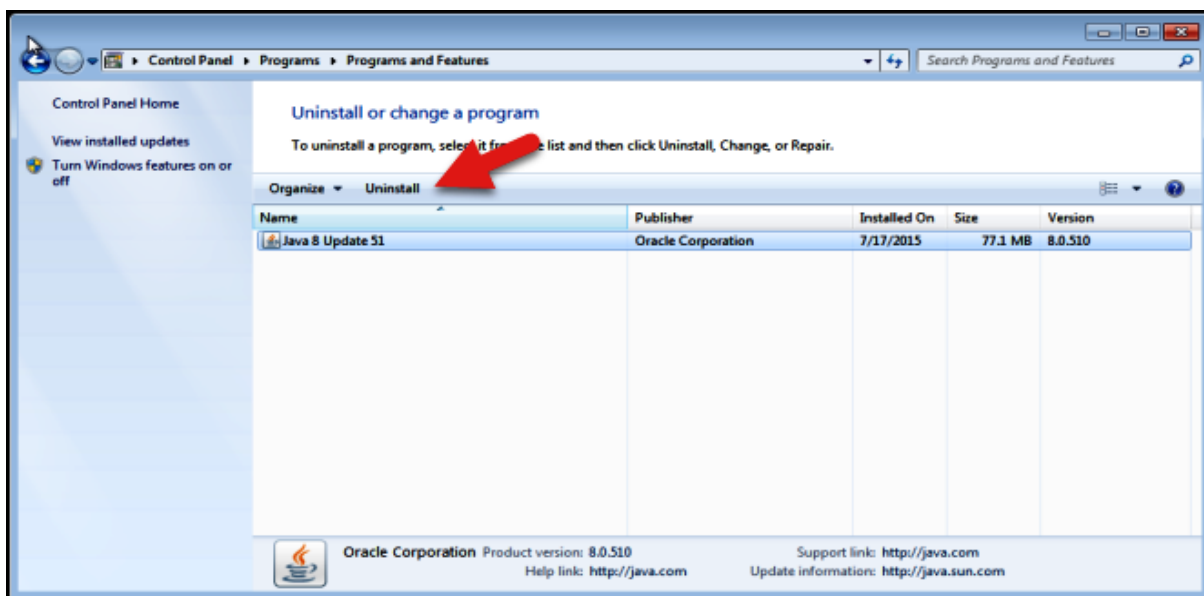 Control Panel Programs Programs and Features Search Programs and Features
Control Panel Home
View installed updates
Turn Windows features on or
off
Uninstall or change a program
To uninstall a program, select it list and then click Uninstall, Change, or Repair.
Organize Uninstall
Name Publisher Installed On Size Version
Java 8 Update 51 Oracle Corporation 7/17/2015 77.1 MB 8.0.510
Oracle Corporation Product version: 8.0.510 Support link: http://java.com
Help link: http://java.com Update information: http://java.sun.com